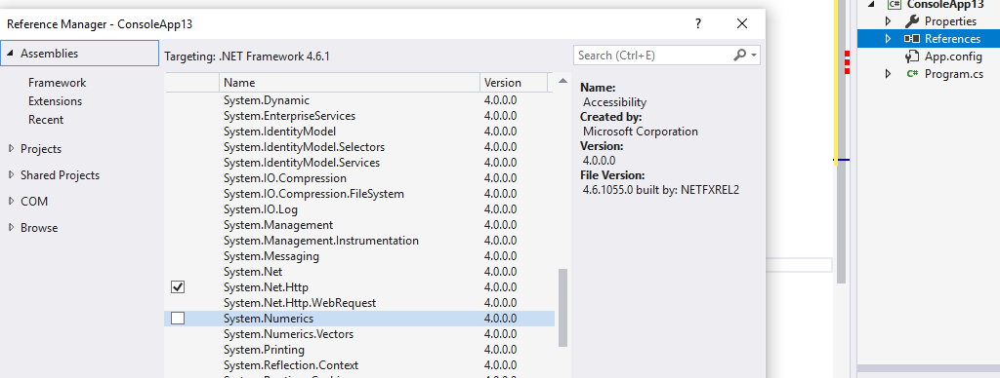 Reference Manager - ConsoleApp13
?
Assemblies
Framework
Extensions
Recent
Projects
Shared Projects
COM
Browse
Targeting: .NET Framework 4.6.1
Search (Ctrl+E)
Name Version
System.Dynamic 4.0.0.0
System.EnterpriseServices 4.0.0.0
System.IdentityModel 4.0.0.0
System.IdentityModel.Selectors 4.0.0.0
System.IdentityModel.Services 4.0.0.0
System.IO.Compression 4.0.0.0
System.IO.Compression.FileSystem 4.0.0.0
System.IO.Log 4.0.0.0
System.Management 4.0.0.0
System.Management.Instrumentation 4.0.0.0
System.Messaging 4.0.0.0
System.Net 4.0.0.0
System.Net.Http 4.0.0.0
System.Net.Http.WebRequest 4.0.0.0
System.Numerics 4.0.0.0
System.Numerics.Vectors 4.0.0.0
System.Printing 4.0.0.0
System.Reflection.Context 4.0.0.0
Name:
Accessibility
Created by:
Microsoft Corporation
Version:
4.0.0.0
File Version:
4.6.1055.0 built by: NETFXREL2
C# ConsoleApp13
Properties
References
App.config
C# Program.cs